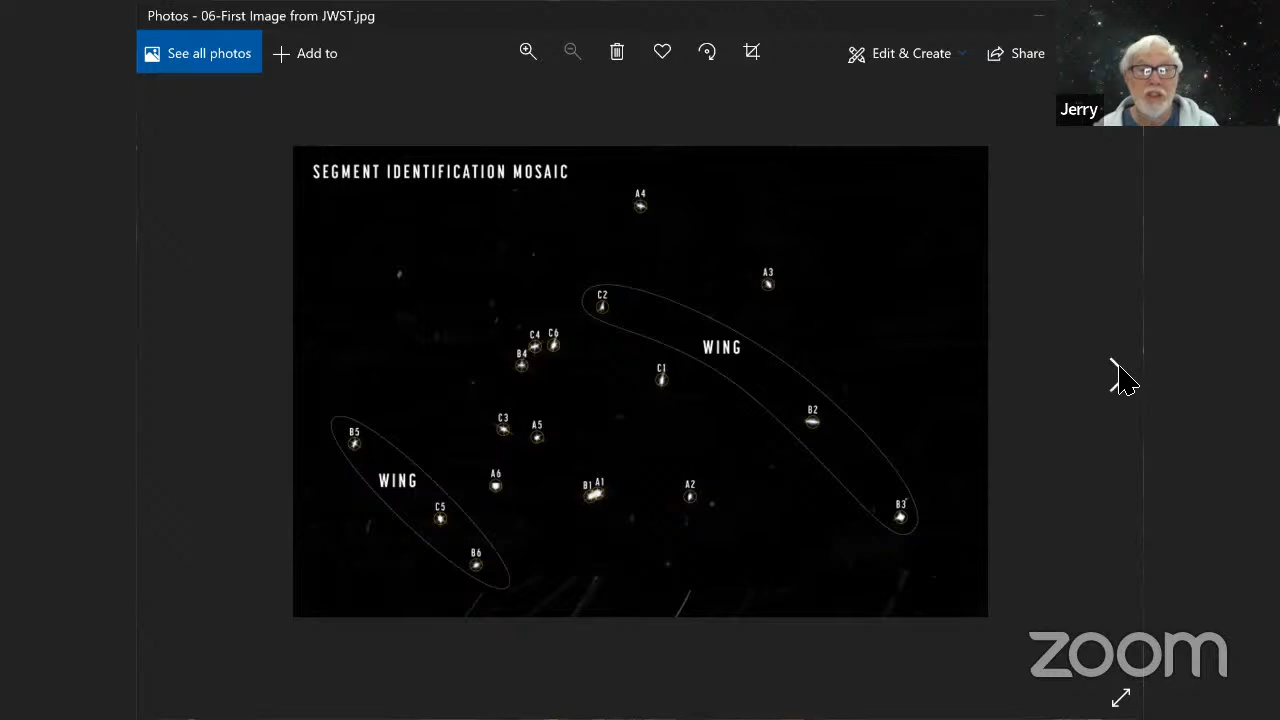 Photos - 06-First Image from JWST.jpg
See all photos
Add to
Edit & Create
Share
Jerry
SEGMENT IDENTIFICATION MOSAIC
A4
A3
C2
C4 C6
WING
B4
C1
B2
C3
A5
B5
A6
WING
B1 A1
A2
B3
C5
B6
zoom